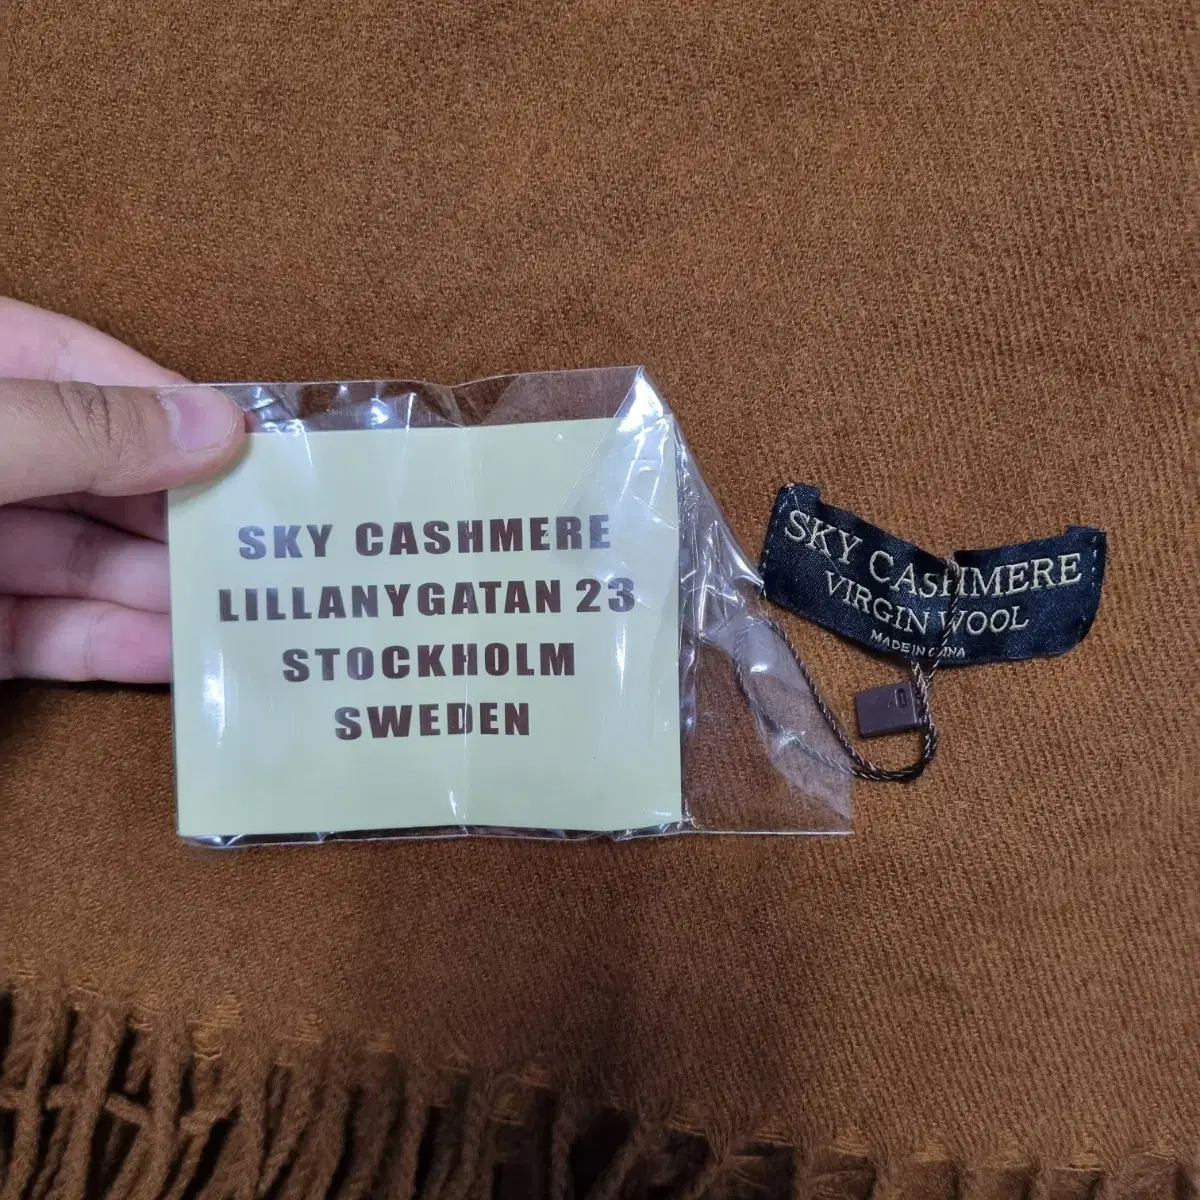 SKY CASHMERE
LILLANYGATAN 23
STOCKHOLM
SWEDEN
SKY CASHMERE
VIRGIN WOOL
MADE IN CHINA